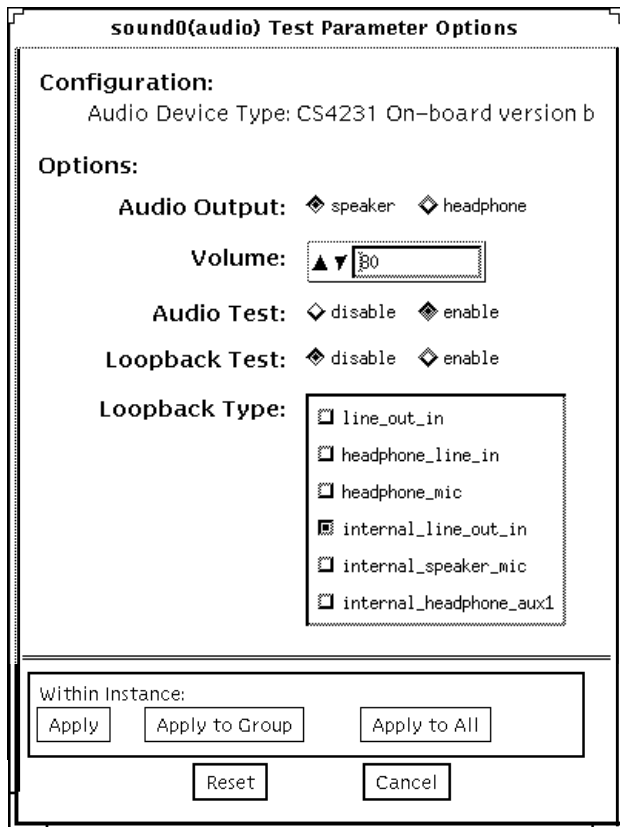 sound0(audio) Test Parameter Options
Configuration:
Audio Device Type: CS4231 On-board version b
Options:
Audio Output: speaker headphone
Volume: 80
Audio Test: disable enable
Loopback Test: disable enable
Loopback Type:
line_out_in
headphone_line_in
headphone_mic
internal_line_out_in
internal_speaker_mic
internal_headphone_aux1
Within Instance:
Apply Apply to Group Apply to All
Reset Cancel